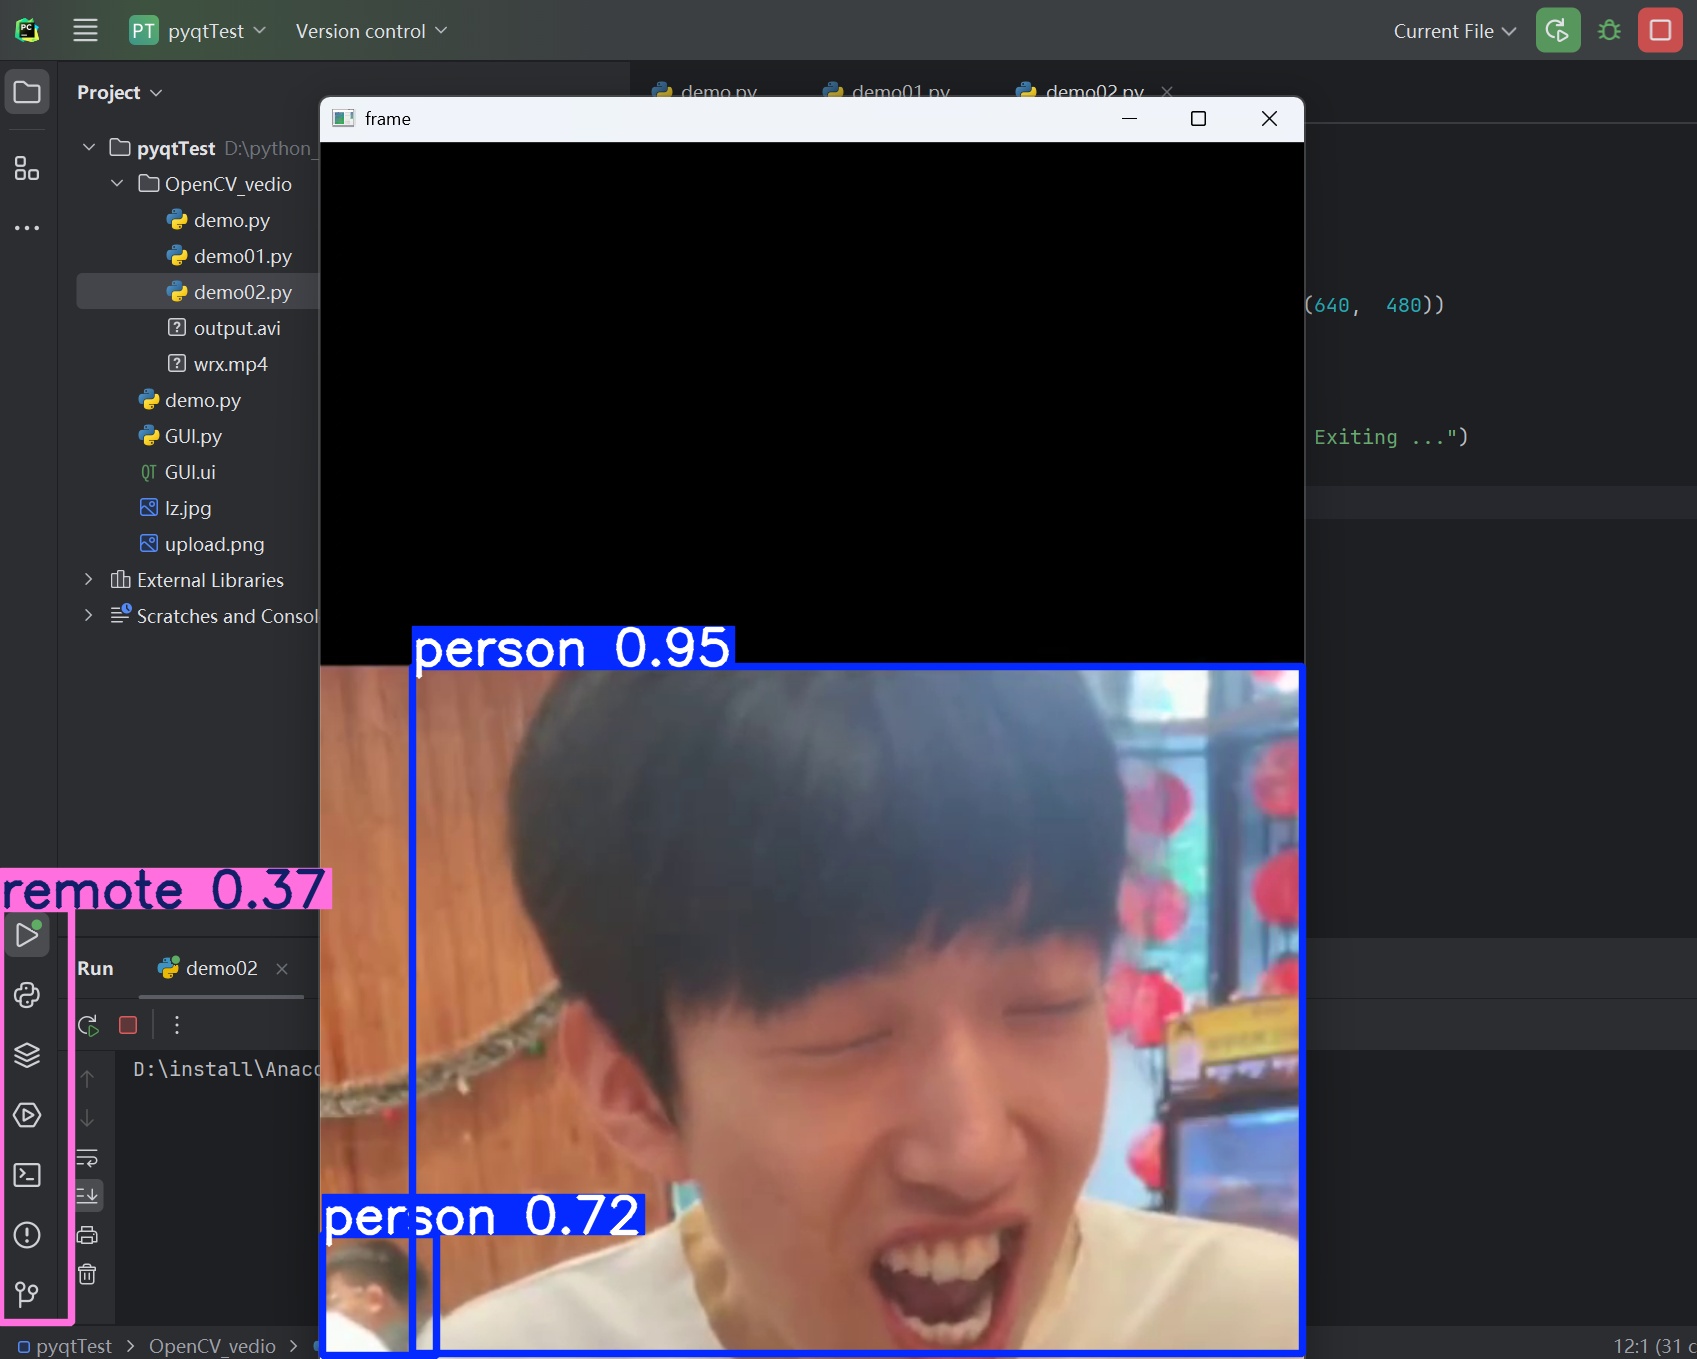 PC
PT pyqtTest
Version control
Current File
Project
demo.py
demo01.py
demo02.py
frame
pyqtTest D:\python_
OpenCV_vedio
demo.py
demo01.py
demo02.py
output.avi
wrx.mp4
demo.py
GUI.py
QT GUI.ui
lz.jpg
upload.png
External Libraries
Scratches and Consol
(640, 480))
Exiting ...")
person 0.95
remote 0.37
Run
demo02
D:\install\Anac
person 0.72
pyqtTest > OpenCV_vedio >
12:1 (31 c